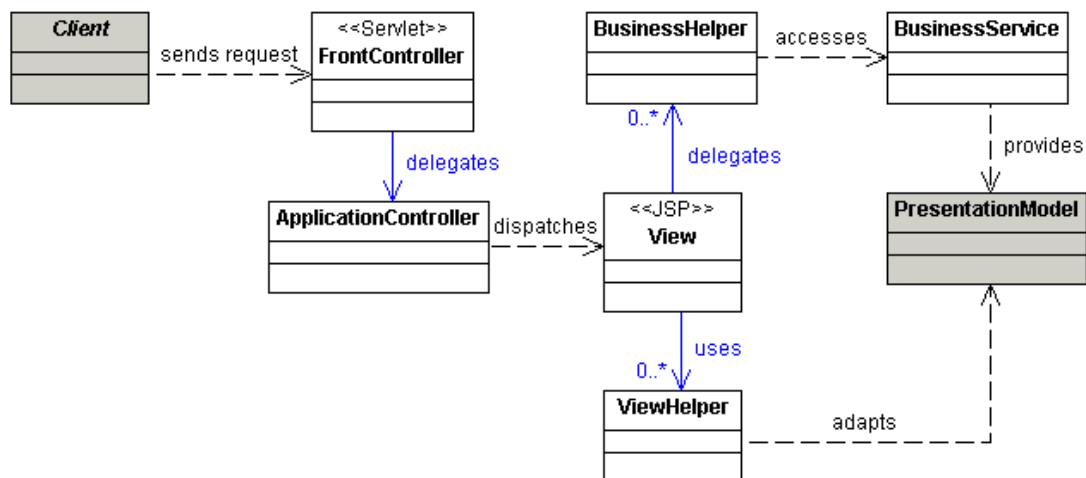 Client
sends request
<<Servlet>>
FrontController
delegates
ApplicationController
dispatches
<<JSP>>
View
delegates
0..*
BusinessHelper
accesses
BusinessService
provides
PresentationModel
uses
0..*
ViewHelper
adapts